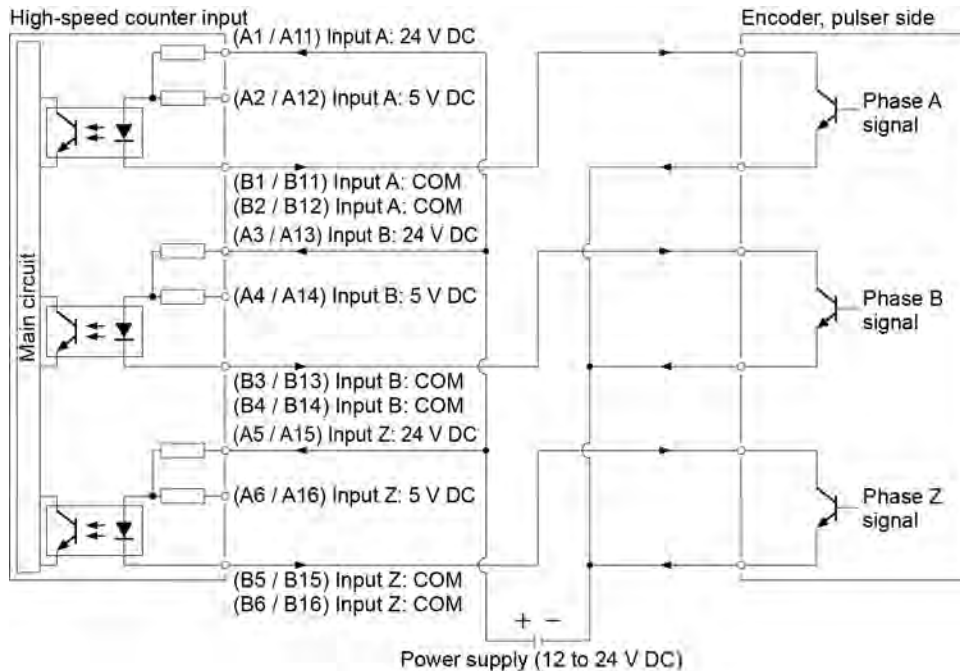 High-speed counter input
Encoder, pulser side
(A1 / A11) Input A: 24 V DC
(A2 / A12) Input A: 5 V DC
Phase A
signal
(B1 / B11) Input A: COM
(B2 / B12) Input A: COM
(A3 / A13) Input B: 24 V DC
Main circuit
(A4 / A14) Input B: 5 V DC
Phase B
signal
(B3 / B13) Input B: COM
(B4 / B14) Input B: COM
(A5 / A15) Input Z: 24 V DC
(A6 / A16) Input Z: 5 V DC
Phase Z
signal
(B5 / B15) Input Z: COM
(B6 / B16) Input Z: COM
+ −
Power supply (12 to 24 V DC)